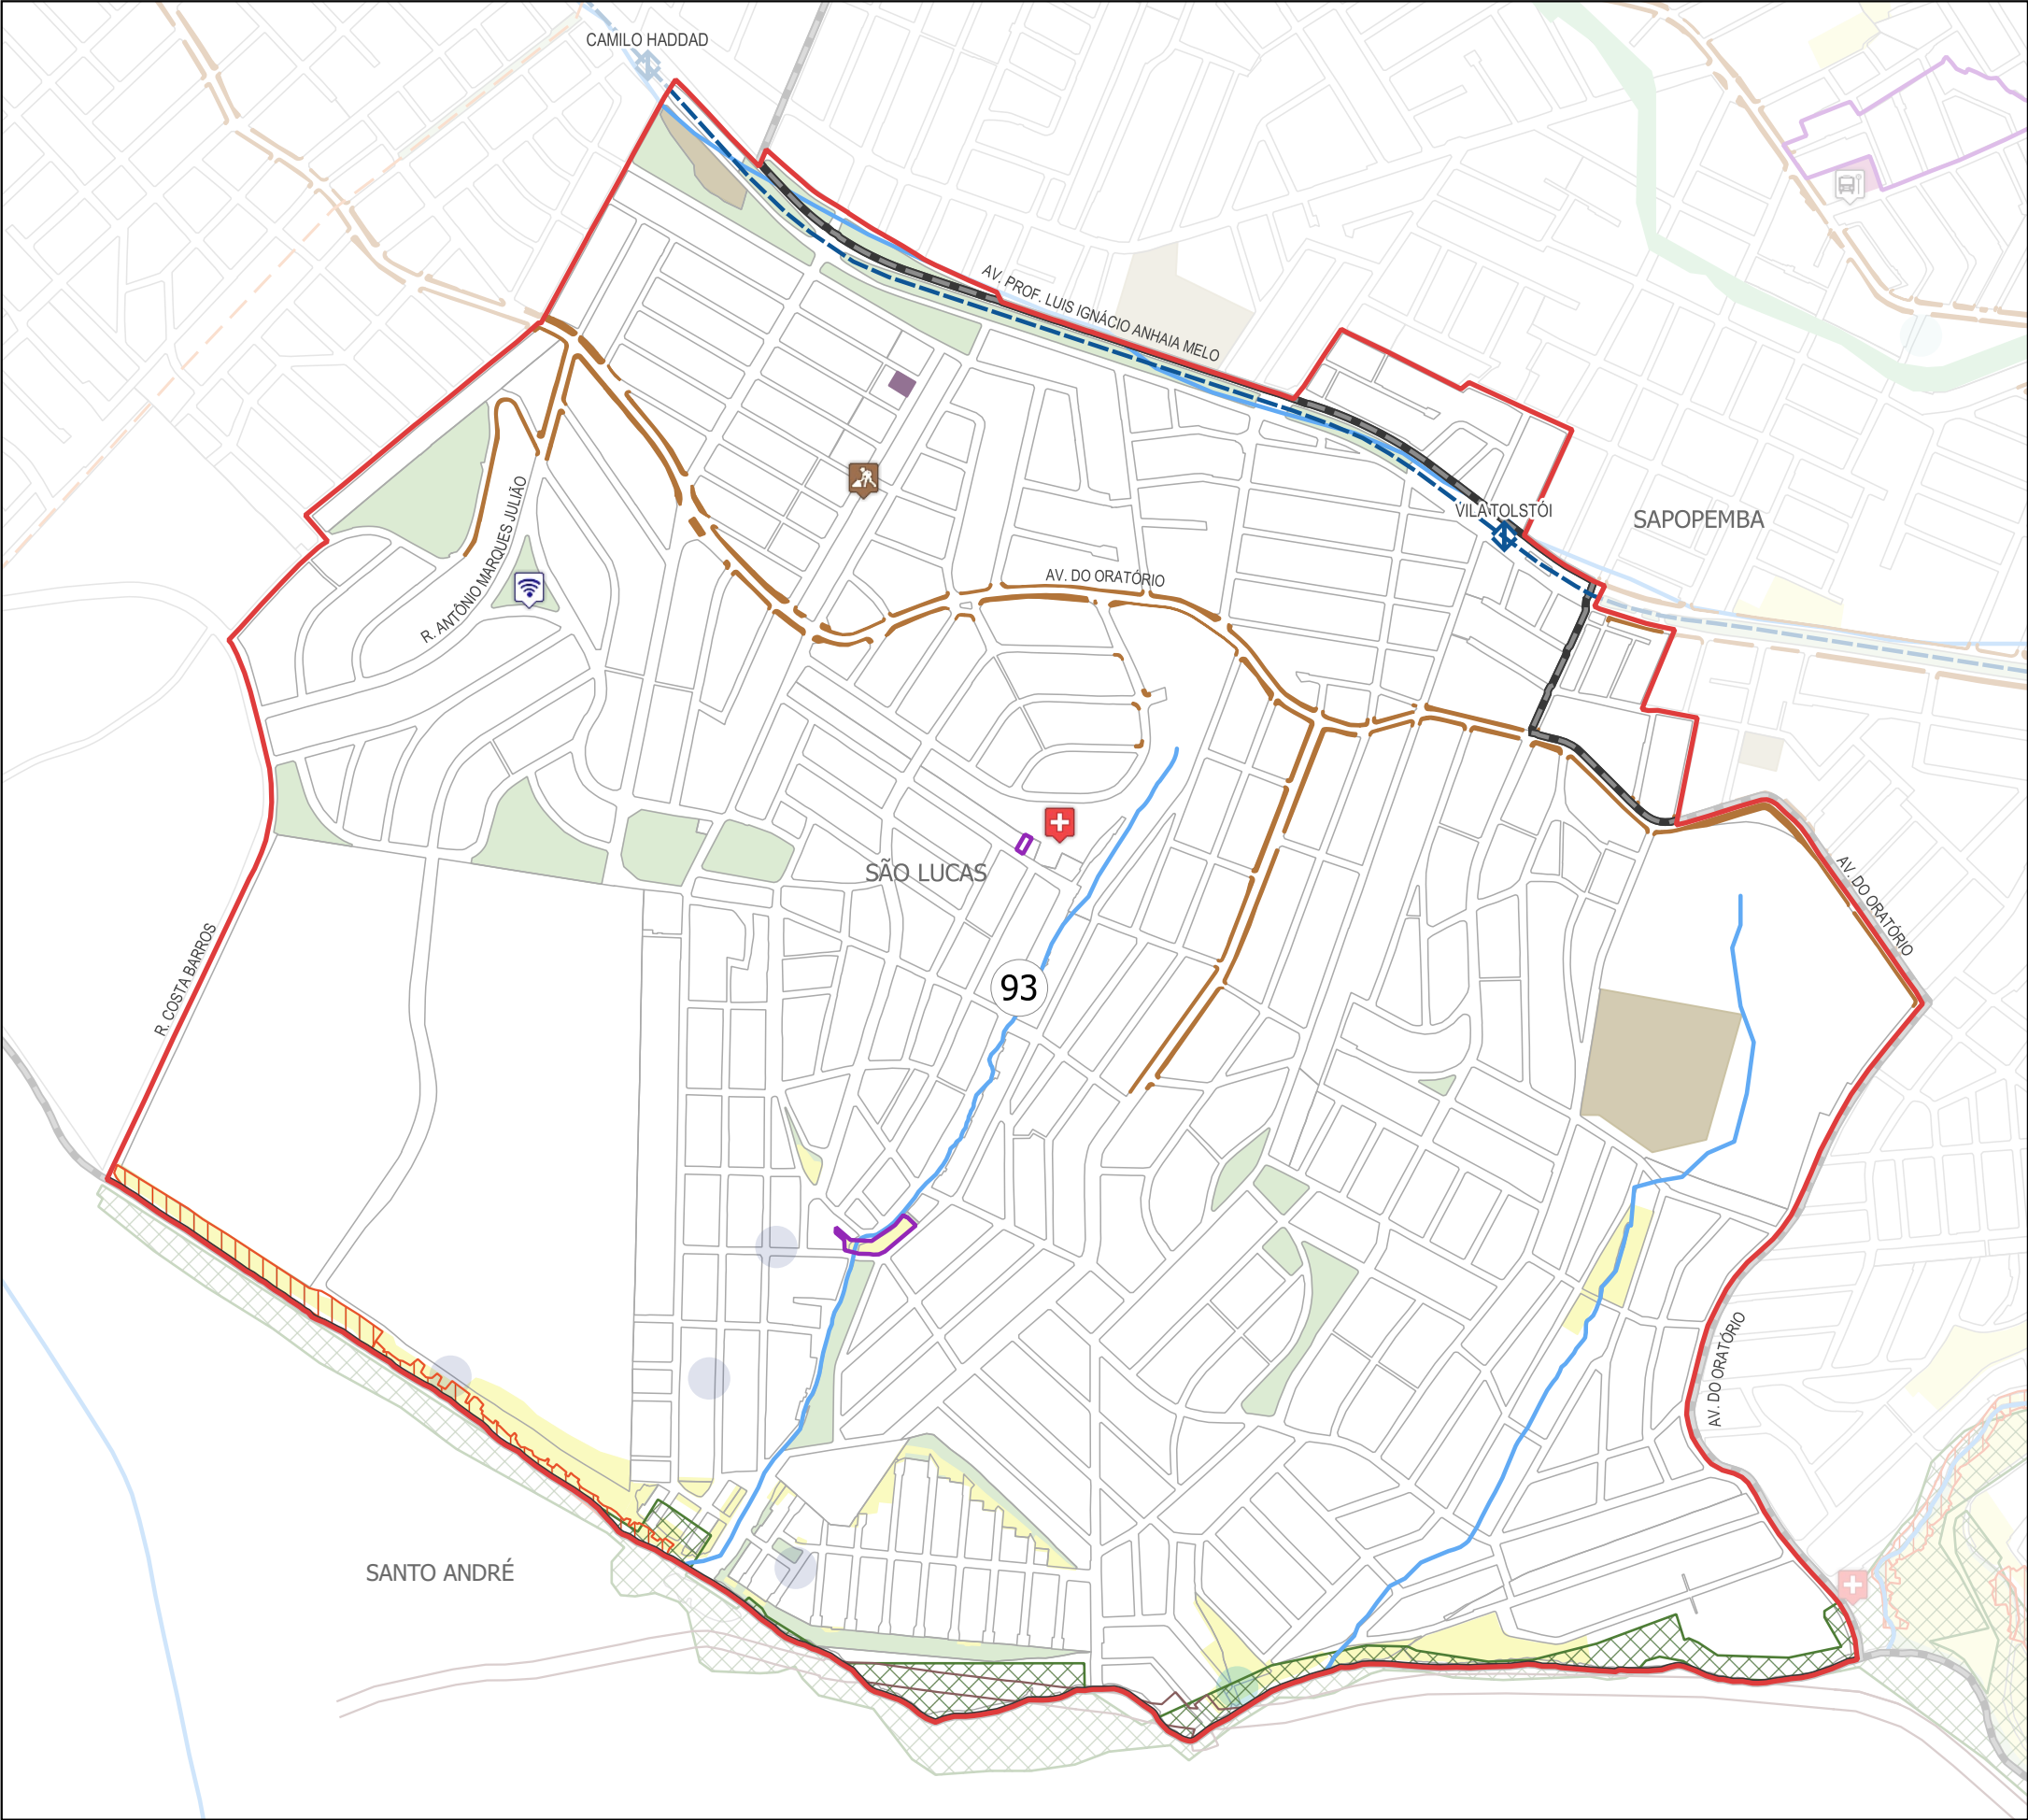 CAMILO HADDAD
AV. PROF. LUIS IGNÁCIO ANHAIA MELO
VILA TOLSTÓI
SAPOPEMBA
R. ANTÔNIO MARQUES JULIÃO
AV. DO ORATÓRIO
SÃO LUCAS
AV. DO ORATÓRIO
R. COSTA BARROS
93
AV. DO ORATÓRIO
SANTO ANDRÉ